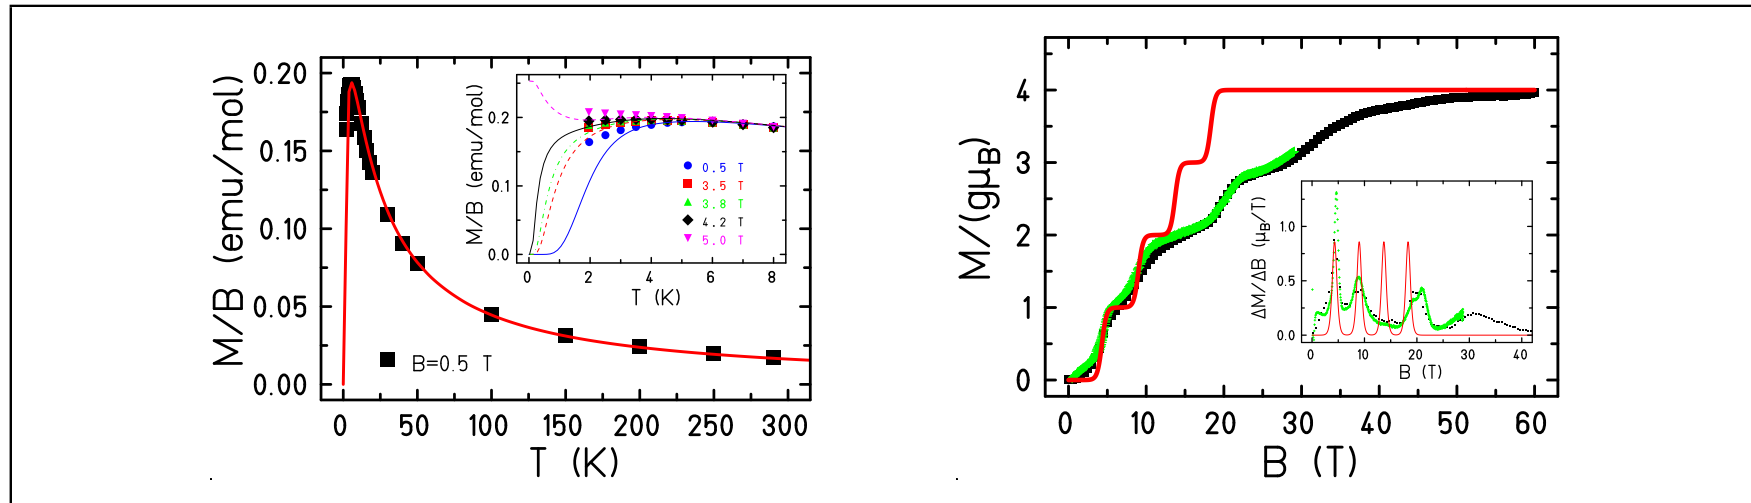 M/B (emu/mol)
0.20
0.15
0.10
0.05
0.00
0 50 100 150 200 250 300
T (K)
B=0.5 T
M/B (emu/mol)
0.2
0.1
0.0
0 2 4 6 8
T (K)
0.5 T
3.5 T
3.8 T
4.2 T
5.0 T
M/(gμB)
4
3
2
1
0
0 10 20 30 40 50 60
B (T)
ΔM/ΔB (μB/T)
1.0
0.5
0.0
0 10 20 30 40
B (T)